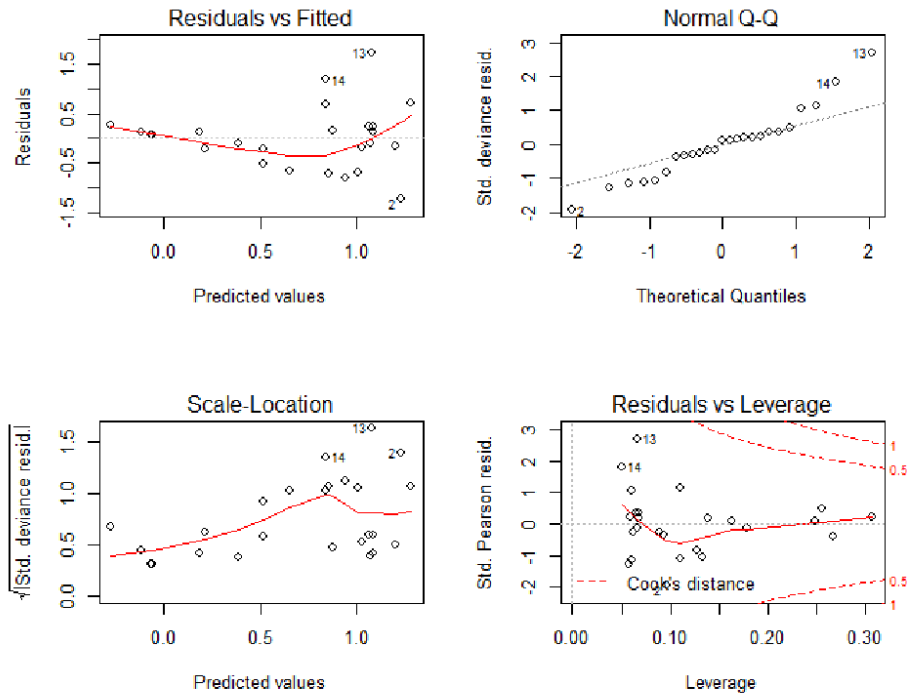 Residuals vs Fitted
Residuals
1.5
0.5
-0.5
-1.5
13
14
2
0.0 0.5 1.0
Predicted values
Normal Q-Q
Std. deviance resid.
3
2
1
0
-1
-2
13
14
2
-2 -1 0 1 2
Theoretical Quantiles
Scale-Location
√|Std. deviance resid.|
1.5
1.0
0.5
0.0
13
2
14
0.0 0.5 1.0
Predicted values
Residuals vs Leverage
Std. Pearson resid.
3
2
1
0
-1
-2
13
14
2
1
0.5
0.5
1
Cook's distance
0.00 0.10 0.20 0.30
Leverage